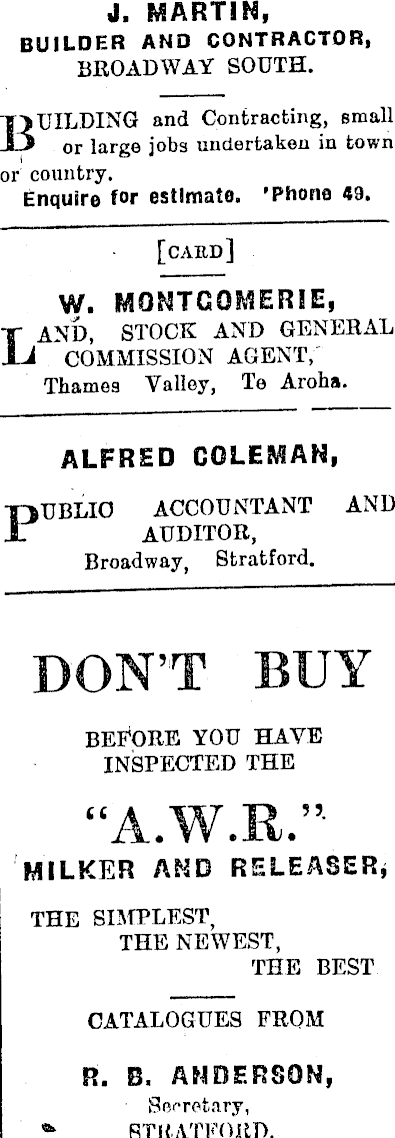 J. MARTIN,
BUILDER AND CONTRACTOR,
BROADWAY SOUTH.
BUILDING and Contracting, small
or large jobs undertaken in town
or country.
Enquire for estimate. 'Phone 49.
[CARD]
W. MONTGOMERIE,
LAND, STOCK AND GENERAL
COMMISSION AGENT,
Thames Valley, Te Aroha.
ALFRED COLEMAN,
PUBLIC ACCOUNTANT AND
AUDITOR,
Broadway, Stratford.
DON'T BUY
BEFORE YOU HAVE
INSPECTED THE
"A.W.R."
MILKER AND RELEASER,
THE SIMPLEST,
THE NEWEST,
THE BEST
CATALOGUES FROM
R. B. ANDERSON,
Secretary,
STRATFORD.